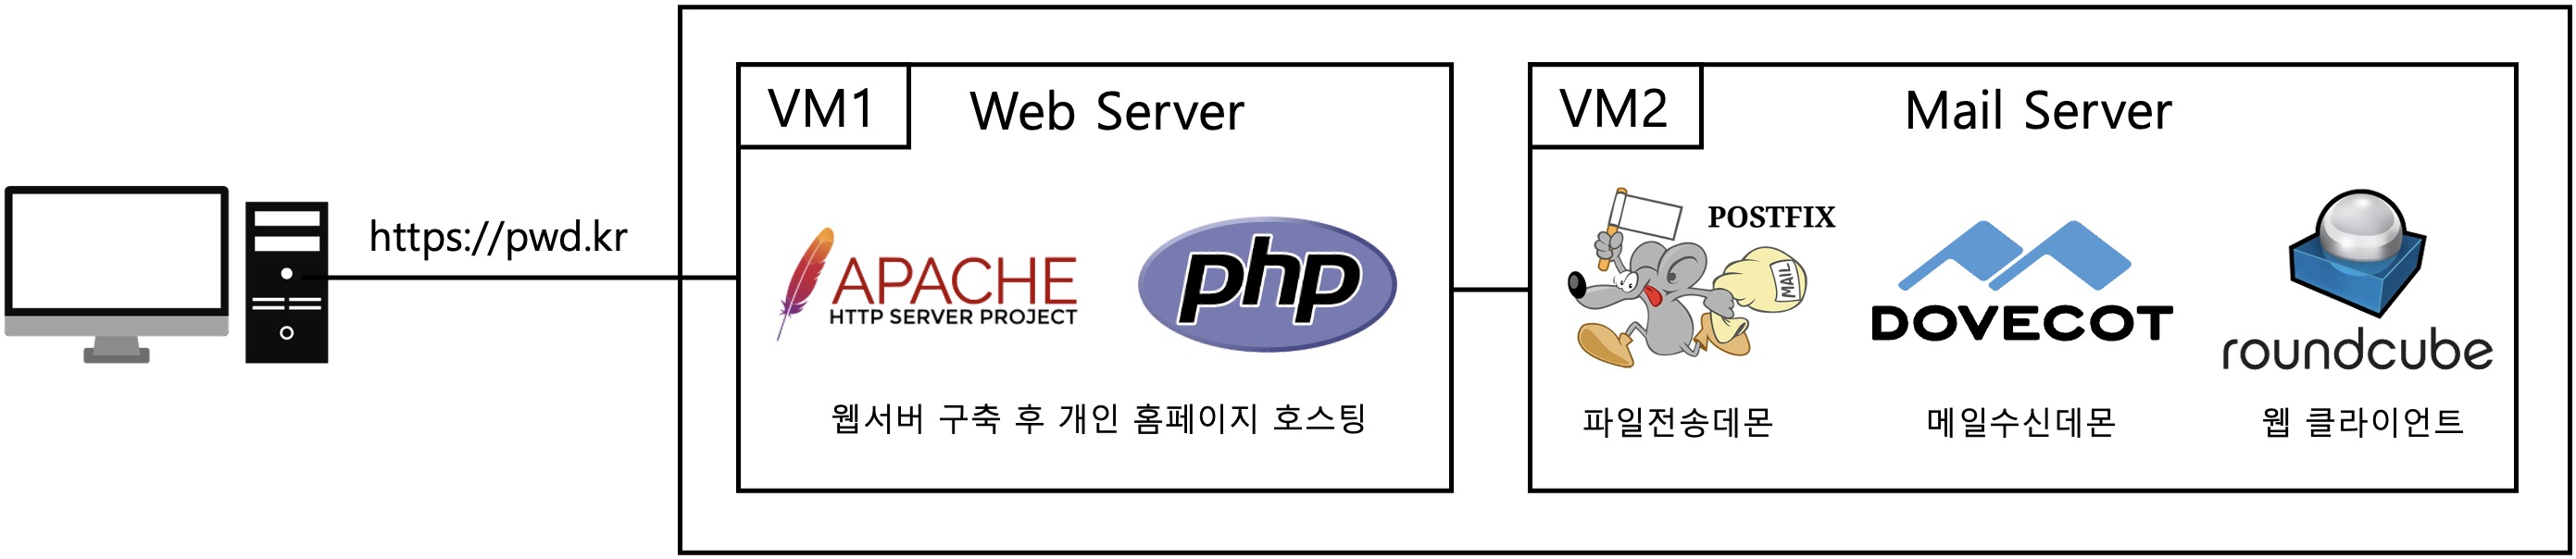 https://pwd.kr
VM1
Web Server
APACHE
HTTP SERVER PROJECT
php
웹서버 구축 후 개인 홈페이지 호스팅
VM2
Mail Server
POSTFIX
MAIL
DOVECOT
roundcube
파일전송데몬
메일수신데몬
웹 클라이언트